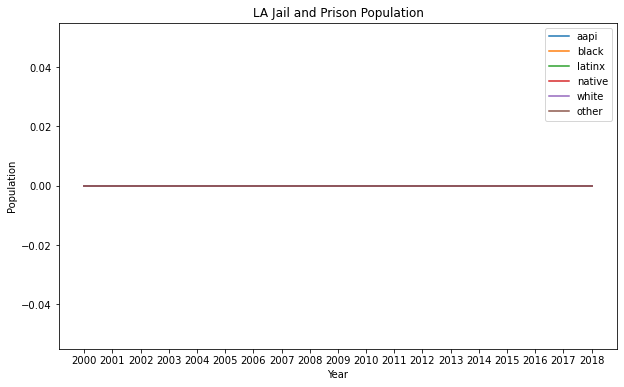 LA Jail and Prison Population
aapi
black
latinx
native
white
other
0.04
0.02
0.00
−0.02
−0.04
Population
2000 2001 2002 2003 2004 2005 2006 2007 2008 2009 2010 2011 2012 2013 2014 2015 2016 2017 2018
Year